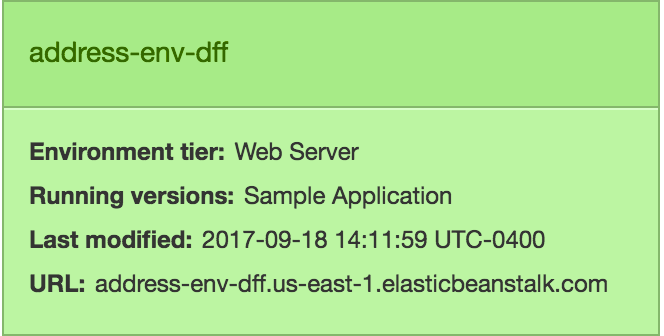 address-env-dff
Environment tier: Web Server
Running versions: Sample Application
Last modified: 2017-09-18 14:11:59 UTC-0400
URL: address-env-dff.us-east-1.elasticbeanstalk.com